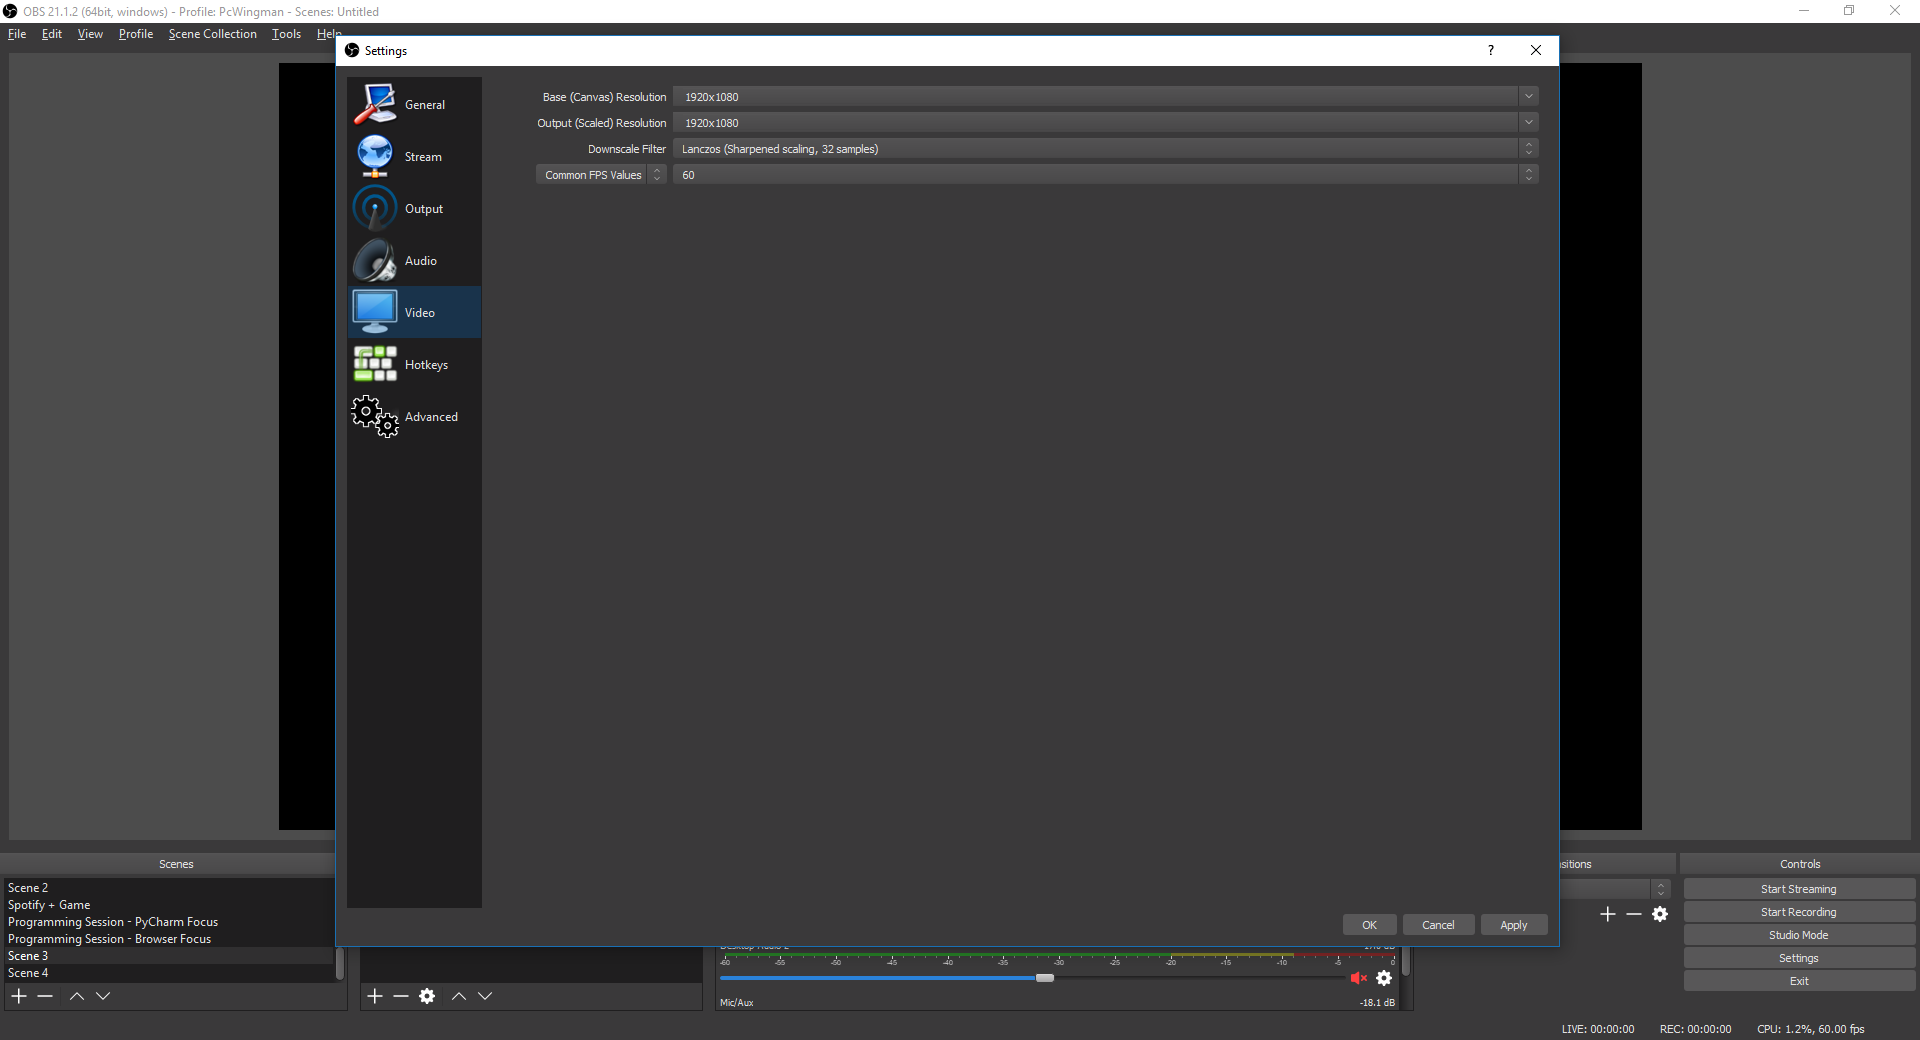 OBS 21.1.2 (64bit, windows) - Profile: PcWingman - Scenes: Untitled
File Edit View Profile Scene Collection Tools Help
Settings ?
General
Stream
Output
Audio
Video
Hotkeys
Advanced
Base (Canvas) Resolution 1920x1080
Output (Scaled) Resolution 1920x1080
Downscale Filter Lanczos (Sharpened scaling, 32 samples)
Common FPS Values 60
OK Cancel Apply
Scenes
Scene 2
Spotify + Game
Programming Session - PyCharm Focus
Programming Session - Browser Focus
Scene 3
Scene 4
-60 -55 -50 -45 -40 -35 -30 -25 -20 -15 -10 -5 0
Mic/Aux -18.1 dB
sitions
Controls
Start Streaming
Start Recording
Studio Mode
Settings
Exit
LIVE: 00:00:00 REC: 00:00:00 CPU: 1.2%, 60.00 fps